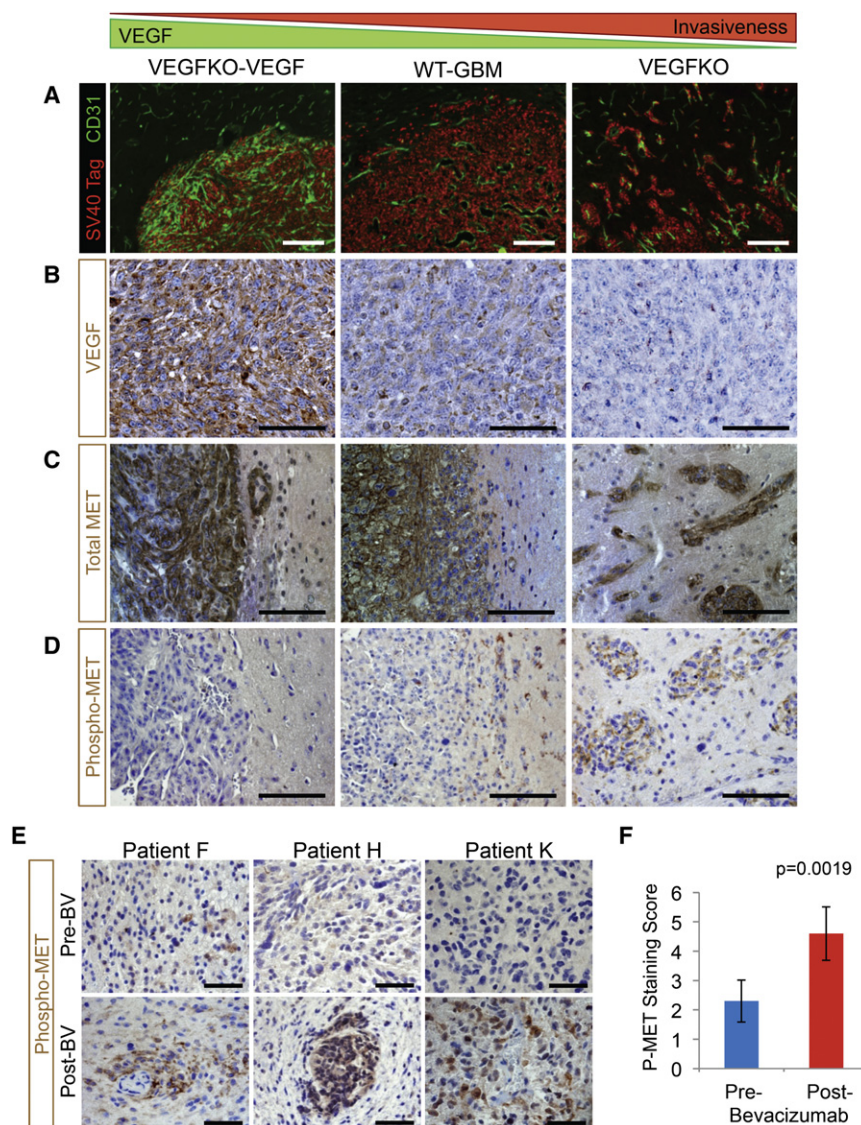 VEGF
Invasiveness
VEGFKO-VEGF WT-GBM VEGFKO
A
SV40 Tag CD31
B
VEGF
C
Total MET
D
Phospho-MET
E
Patient F Patient H Patient K
Phospho-MET
Pre-BV
Post-BV
F
p=0.0019
P-MET Staining Score
6
5
4
3
2
1
0
Pre- Post-
Bevacizumab